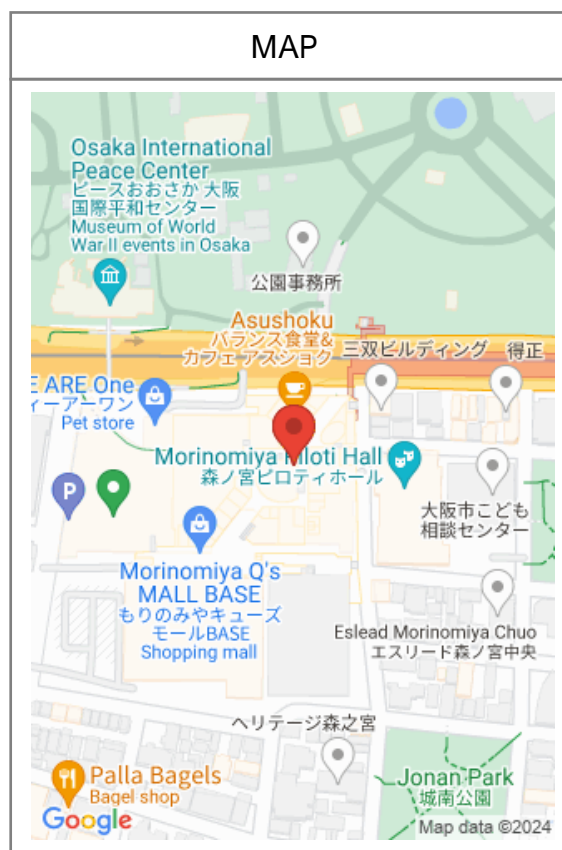 MAP
Osaka International
Peace Center
ピースおおさか 大阪
国際平和センター
Museum of World
War II events in Osaka
公園事務所
Asushoku
バランス食堂&
カフェ アスショク
三双ビルディング
得正
E ARE One
ィーアーワン
Pet store
Morinomiya Piloti Hall
森ノ宮ピロティホール
P
大阪市こども
相談センター
Morinomiya Q's
MALL BASE
もりのみやキューズ
モールBASE
Shopping mall
Eslead Morinomiya Chuo
エスリード森ノ宮中央
ヘリテージ森之宮
Palla Bagels
Bagel shop
Jonan Park
城南公園
Google
Map data ©2024